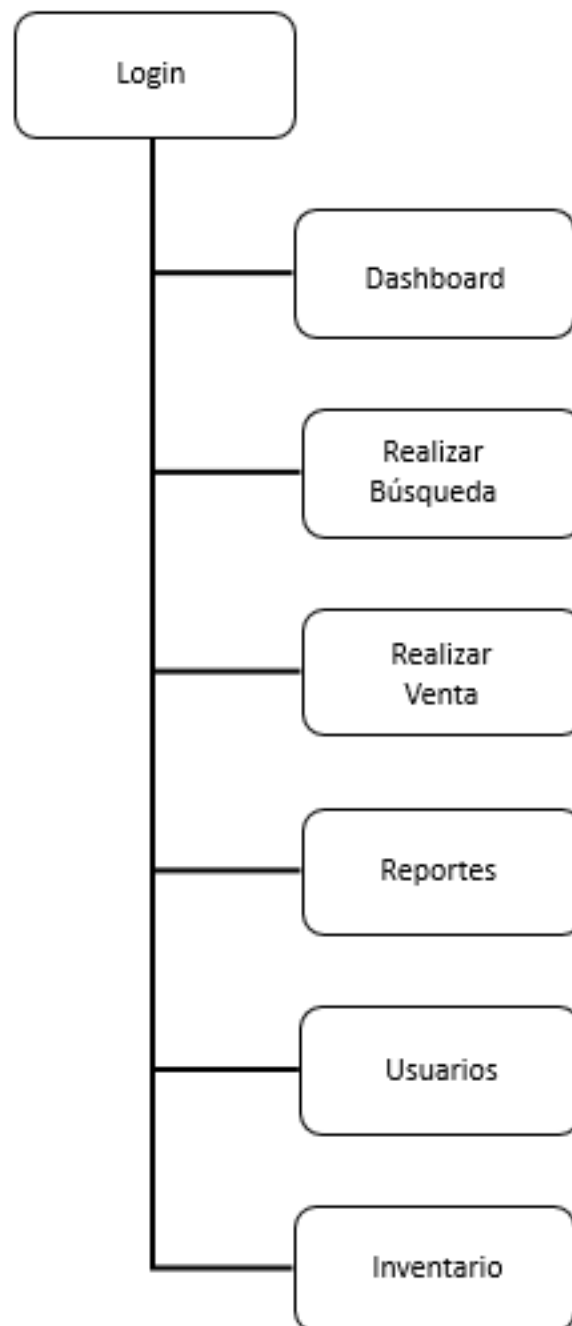 Login
Dashboard
Realizar
Búsqueda
Realizar
Venta
Reportes
Usuarios
Inventario